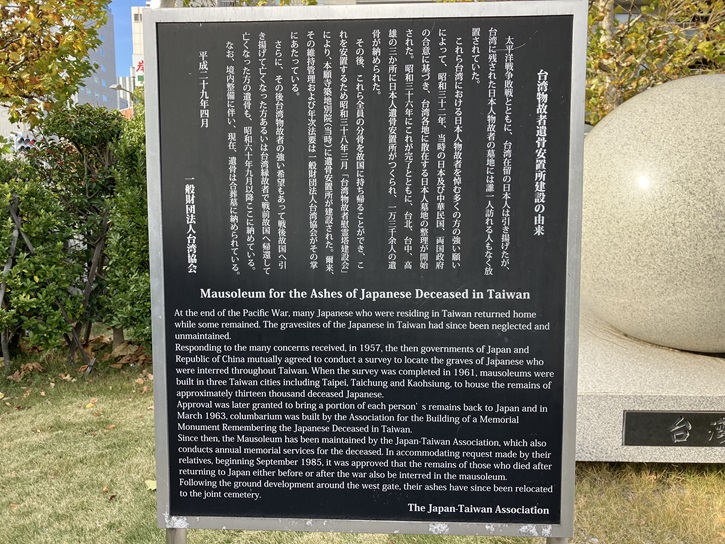 台湾物故者遺骨安置所建設の由来
太平洋戦争敗戦とともに、台湾在留の日本人は引き揚げたが、
台湾に残された日本人物故者の墓地には誰一人訪れる人もなく放
置されていた。
これら台湾における日本人物故者を悼む多くの方の強い願い
によって、昭和三十二年、当時の日本及び中華民国、両国政府
の合意に基づき、台湾各地に散在する日本人墓地の整理が開始
された。昭和三十六年にこれが完了とともに、台北、台中、高
雄の三か所に日本人遺骨安置所がつくられ、一万三千余人の遺
骨が納められた。
その後、これら全員の分骨を故国に持ち帰ることができ、こ
れを安置するため昭和三十八年三月「台湾物故者慰霊塔建設会」
により、本願寺築地別院(当時)に遺骨安置所が建設された。爾来、
その維持管理および年次法要は一般財団法人台湾協会がその掌
にあたっている。
さらに、その後台湾物故者の強い希望もあって戦後故国へ引
き揚げて亡くなった方あるいは台湾縁故者で戦前故国へ帰還して
亡くなった方の遺骨も、昭和六十年九月以降ここに納めている。
なお、境内整備に伴い、現在、遺骨は合葬墓に納められている。
平成二十九年四月
一般財団法人台湾協会
Mausoleum for the Ashes of Japanese Deceased in Taiwan
At the end of the Pacific War, many Japanese who were residing in Taiwan returned home
while some remained. The gravesites of the Japanese in Taiwan had since been neglected and
unmaintained.
Responding to the many concerns received, in 1957, the then governments of Japan and
Republic of China mutually agreed to conduct a survey to locate the graves of Japanese who
were interred throughout Taiwan. When the survey was completed in 1961, mausoleums were
built in three Taiwan cities including Taipei, Taichung and Kaohsiung, to house the remains of
approximately thirteen thousand deceased Japanese.
Approval was later granted to bring a portion of each person's remains back to Japan and in
March 1963, columbarium was built by the Association for the Building of a Memorial
Monument Remembering the Japanese Deceased in Taiwan.
Since then, the Mausoleum has been maintained by the Japan-Taiwan Association, which also
conducts annual memorial services for the deceased. In accommodating request made by their
relatives, beginning September 1985, it was approved that the remains of those who died after
returning to Japan either before or after the war also be interred in the mausoleum.
Following the ground development around the west gate, their ashes have since been relocated
to the joint cemetery.
The Japan-Taiwan Association
台湾